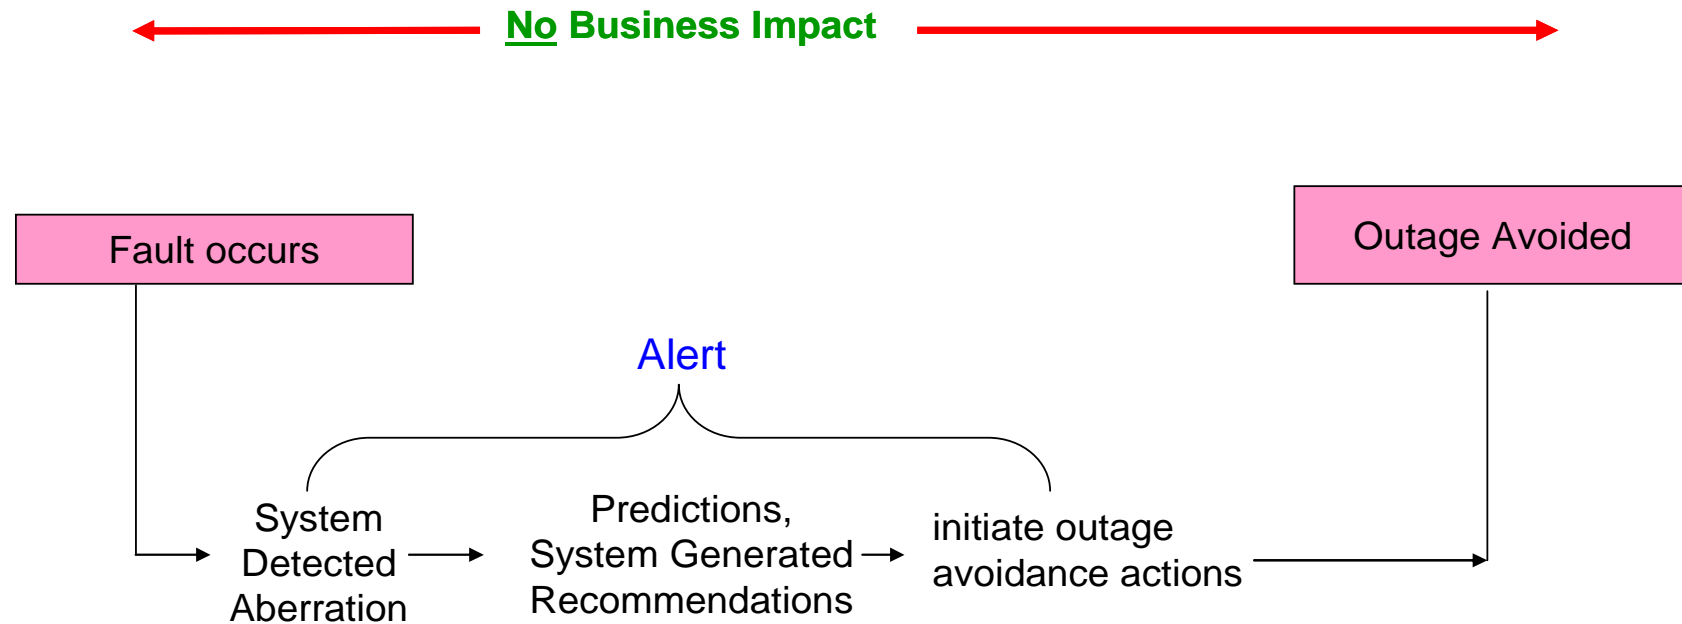 No Business Impact
Fault occurs
Outage Avoided
Alert
System
Detected
Aberration
Predictions,
System Generated
Recommendations
initiate outage
avoidance actions